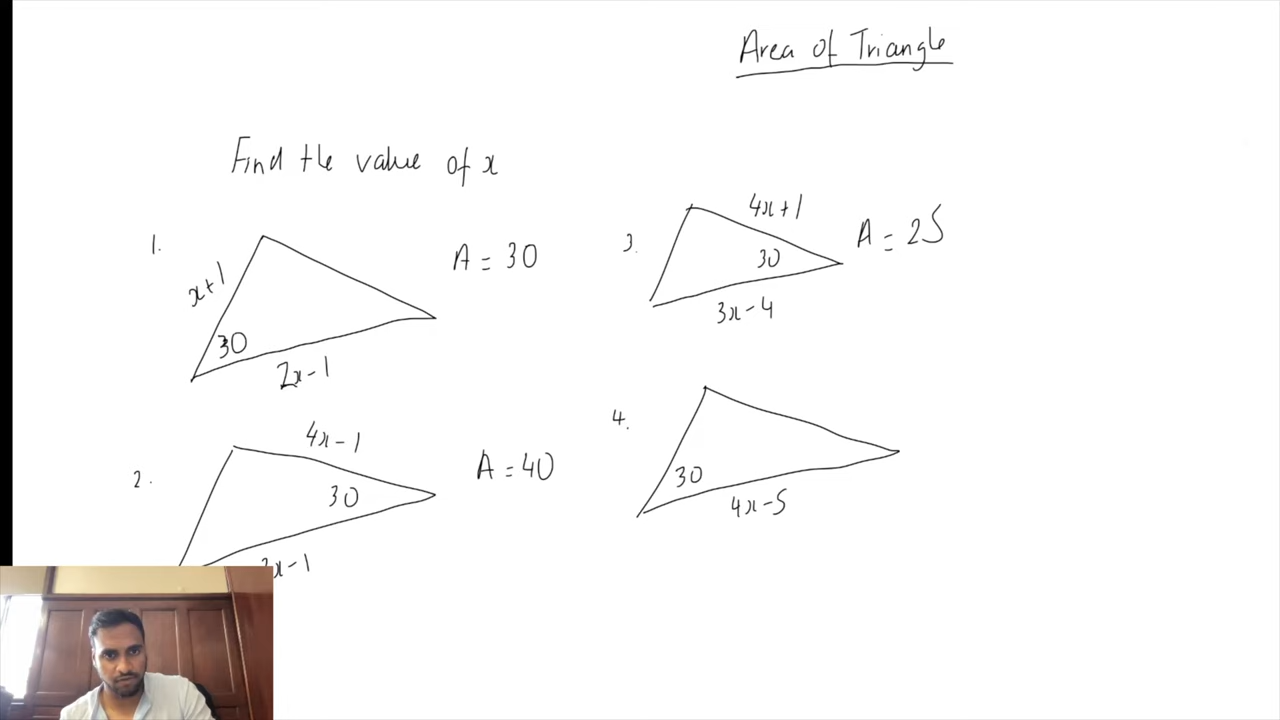 Area of Triangle
Find the value of x
1.
x+1
30
2x-1
A = 30
2.
4x-1
30
x-1
A = 40
3.
4x+1
30
3x-4
A = 25
4.
30
4x-5